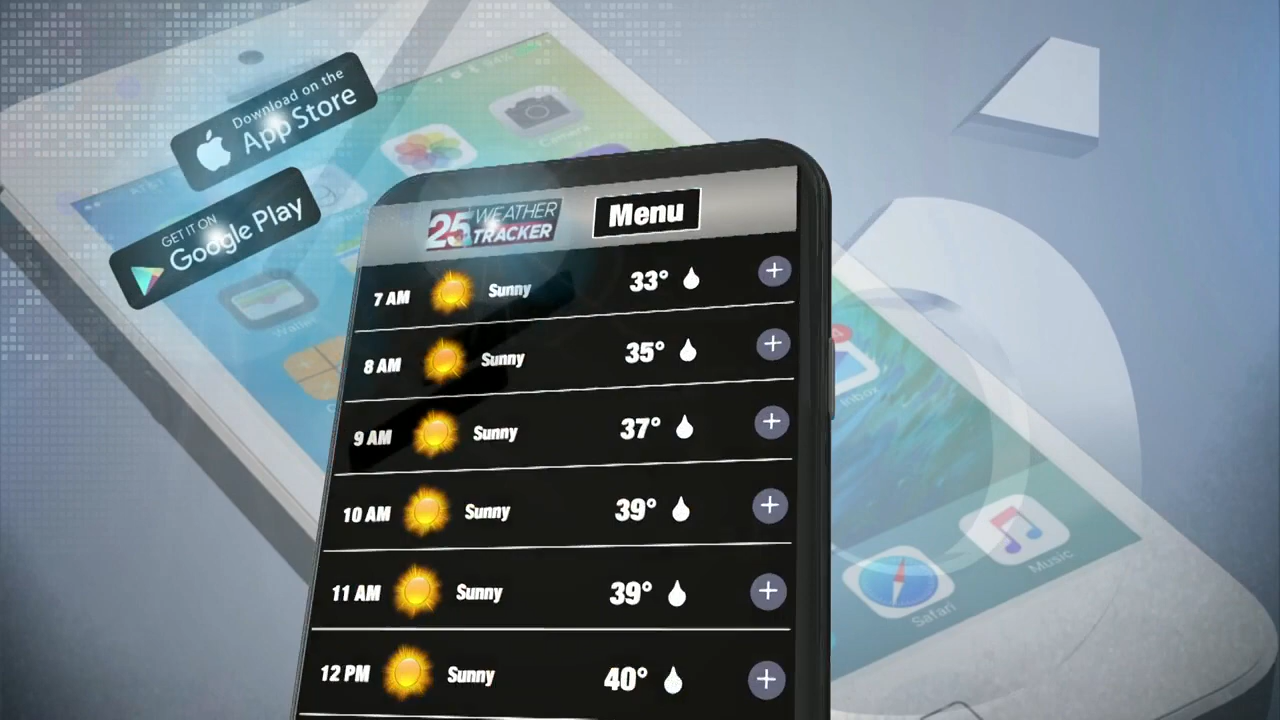 Download on the
App Store
GET IT ON
Google Play
Camera
Wallet
25 WEATHER
TRACKER
Menu
7 AM Sunny 33°
8 AM Sunny 35°
9 AM Sunny 37°
10 AM Sunny 39°
11 AM Sunny 39°
12 PM Sunny 40°
Inbox
Safari
Music